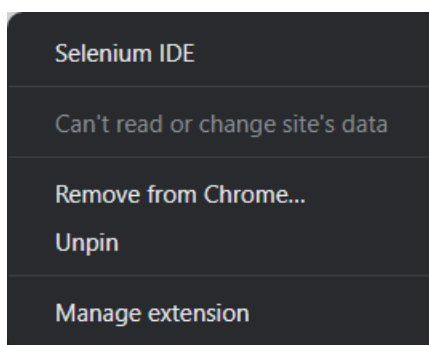 Selenium IDE
Can't read or change site's data
Remove from Chrome...
Unpin
Manage extension